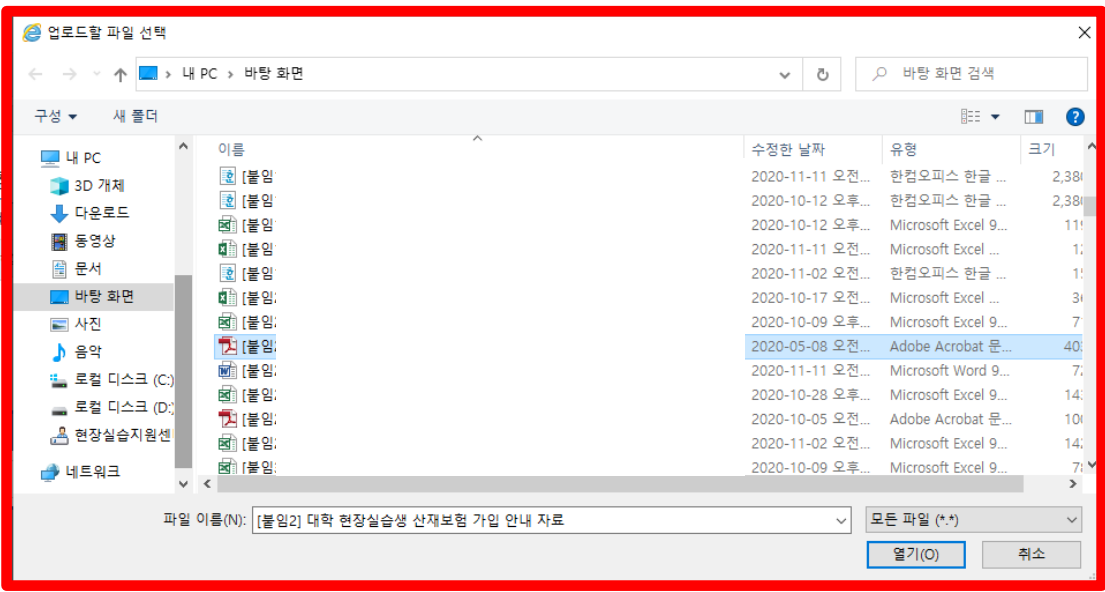 업로드할 파일 선택
내 PC › 바탕 화면
바탕 화면 검색
구성
새 폴더
내 PC
3D 개체
다운로드
동영상
문서
바탕 화면
사진
음악
로컬 디스크 (C:)
로컬 디스크 (D:)
현장실습지원센
네트워크
이름 수정한 날짜 유형 크기
[붙임 2020-11-11 오전... 한컴오피스 한글 ... 2,380
[붙임 2020-10-12 오후... 한컴오피스 한글 ... 2,380
[붙임 2020-10-12 오후... Microsoft Excel 9...
[붙임 2020-11-11 오전... Microsoft Excel ...
[붙임 2020-11-02 오전... 한컴오피스 한글 ...
[붙임 2020-10-17 오전... Microsoft Excel ...
[붙임 2020-10-09 오후... Microsoft Excel 9...
[붙임 2020-05-08 오전... Adobe Acrobat 문...
[붙임 2020-11-11 오전... Microsoft Word 9...
[붙임 2020-10-28 오후... Microsoft Excel 9...
[붙임 2020-10-05 오전... Adobe Acrobat 문...
[붙임 2020-11-02 오전... Microsoft Excel 9...
[붙임 2020-10-09 오후... Microsoft Excel 9...
파일 이름(N): [붙임2] 대학 현장실습생 산재보험 가입 안내 자료
모든 파일 (*.*)
열기(O)
취소